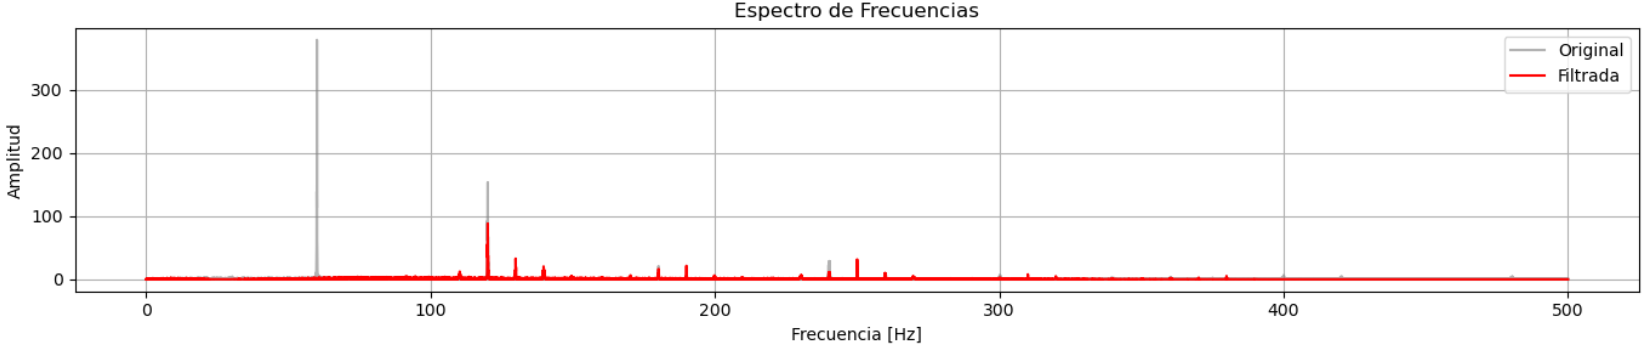 Espectro de Frecuencias
Original
Filtrada
Amplitud
300
200
100
0
0 100 200 300 400 500
Frecuencia [Hz]